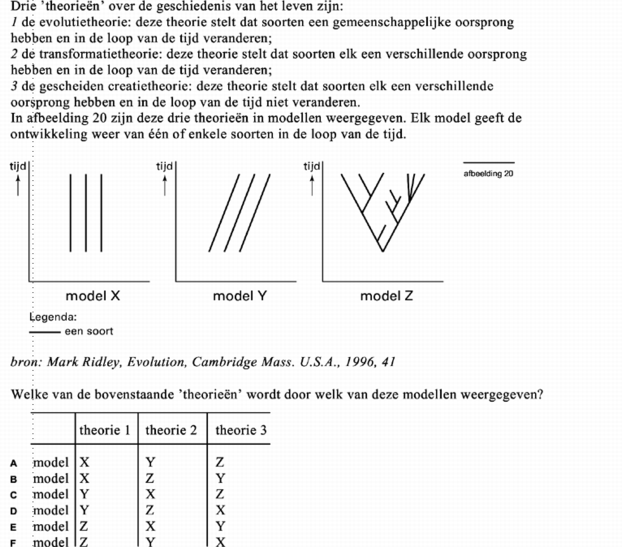 Drie 'theorieën' over de geschiedenis van het leven zijn:
1 de evolutietheorie: deze theorie stelt dat soorten een gemeenschappelijke oorsprong
hebben en in de loop van de tijd veranderen;
2 de transformatietheorie: deze theorie stelt dat soorten elk een verschillende oorsprong
hebben en in de loop van de tijd veranderen;
3 de gescheiden creatietheorie: deze theorie stelt dat soorten elk een verschillende
oorsprong hebben en in de loop van de tijd niet veranderen.
In afbeelding 20 zijn deze drie theorieën in modellen weergegeven. Elk model geeft de
ontwikkeling weer van één of enkele soorten in de loop van de tijd.
tijd tijd tijd afbeelding 20
model X model Y model Z
Legenda:
een soort
bron: Mark Ridley, Evolution, Cambridge Mass. U.S.A., 1996, 41
Welke van de bovenstaande 'theorieën' wordt door welk van deze modellen weergegeven?
theorie 1 theorie 2 theorie 3
A model X Y Z
B model X Z Y
C model Y X Z
D model Y Z X
E model Z X Y
F model Z Y X